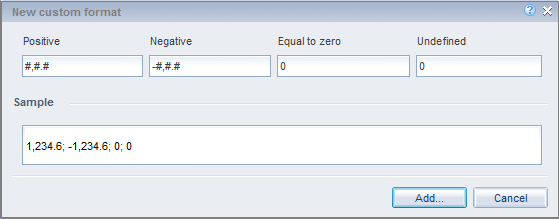 New custom format
Positive Negative Equal to zero Undefined
#,#.# -#,#.# 0 0
Sample
1,234.6; -1,234.6; 0; 0
Add... Cancel